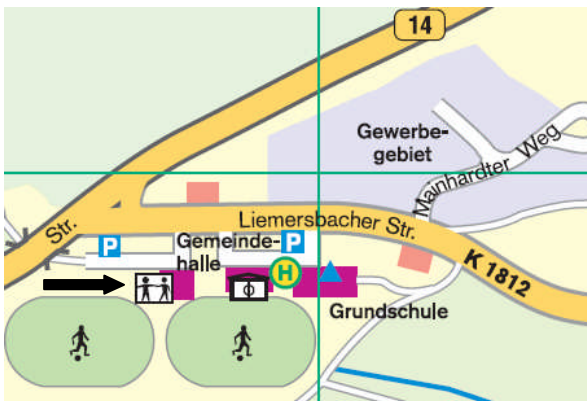 14
Gewerbe-
gebiet
Mainhardter Weg
Liemersbacher Str.
Str.
P
P
Gemeinde-
halle
H
K 1812
Grundschule